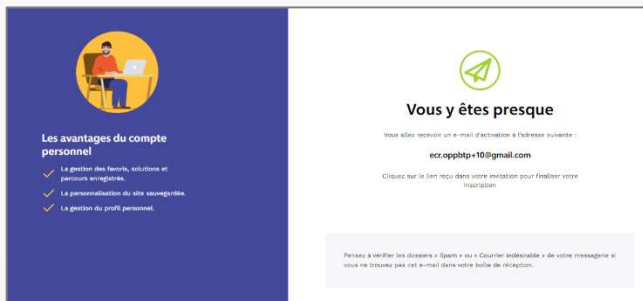 Les avantages du compte
personnel
La gestion des favoris, solutions et
parcours enregistrés.
La personnalisation du site sauvegardée.
La gestion du profil personnel.
Vous y êtes presque
Vous allez recevoir un e-mail d'activation à l'adresse suivante :
ecr.oppbtp+10@gmail.com
Cliquez sur le lien reçu dans votre invitation pour finaliser votre
inscription
Pensez à vérifier les dossiers « Spam » ou « Courrier indésirable » de votre messagerie si
vous ne trouvez pas cet e-mail dans votre boîte de réception.